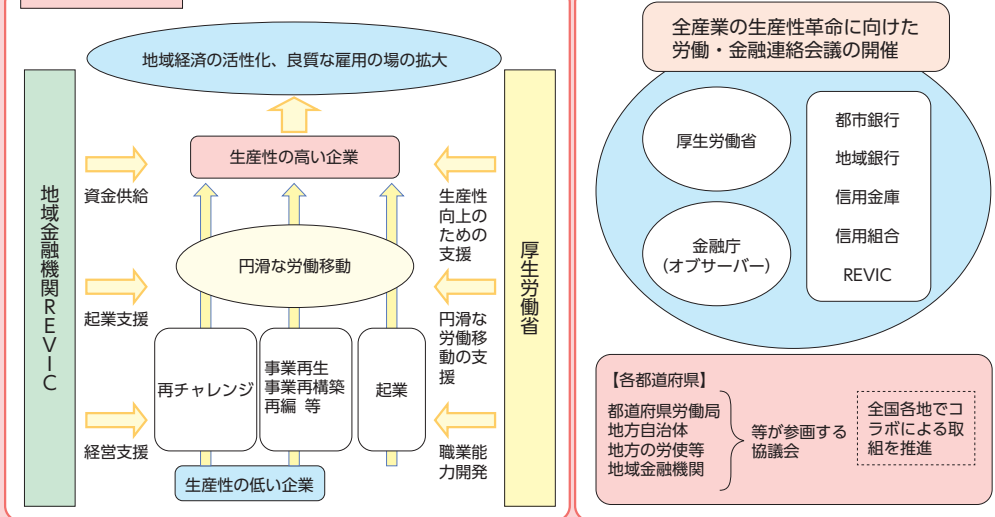 地域経済の活性化、良質な雇用の場の拡大
生産性の高い企業
地域金融機関REVIC
資金供給
起業支援
経営支援
円滑な労働移動
再チャレンジ
事業再生
事業再構築
再編 等
起業
生産性の低い企業
生産性
向上の
ための
支援
円滑な
労働移
動の支
援
職業能
力開発
厚生労働省
全産業の生産性革命に向けた
労働・金融連絡会議の開催
厚生労働省
金融庁
（オブサーバー）
都市銀行
地域銀行
信用金庫
信用組合
REVIC
【各都道府県】
都道府県労働局
地方自治体
地方の労使等
地域金融機関
等が参画する
協議会
全国各地でコ
ラボによる取
組を推進